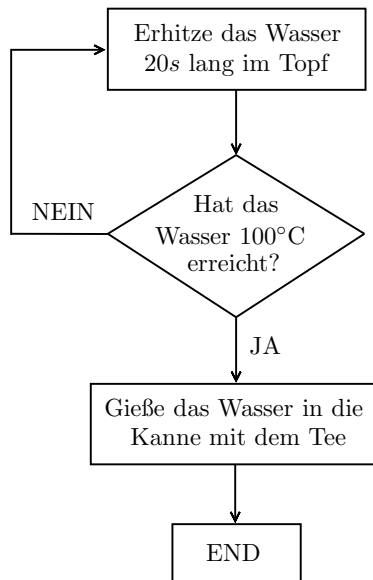 Erhitze das Wasser
20s lang im Topf
NEIN
Hat das
Wasser 100°C
erreicht?
JA
Gieße das Wasser in die
Kanne mit dem Tee
END